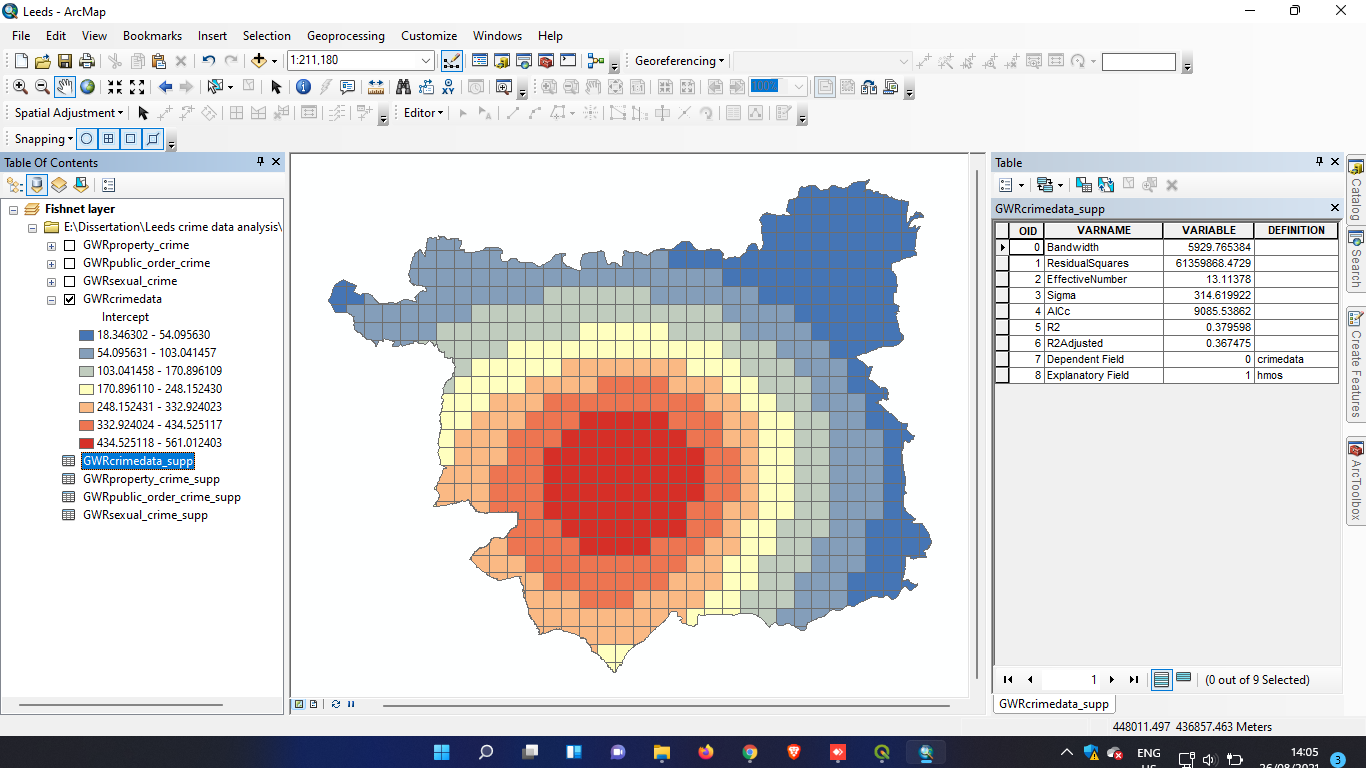 Leeds - ArcMap
File Edit View Bookmarks Insert Selection Geoprocessing Customize Windows Help
1:211,180
Georeferencing
100%
Spatial Adjustment
Editor
Snapping
Table Of Contents
Fishnet layer
E:\Dissertation\Leeds crime data analysis\
GWRproperty_crime
GWRpublic_order_crime
GWRsexual_crime
GWRcrimedata
Intercept
18.346302 - 54.095630
54.095631 - 103.041457
103.041458 - 170.896109
170.896110 - 248.152430
248.152431 - 332.924023
332.924024 - 434.525117
434.525118 - 561.012403
GWRcrimedata_supp
GWRproperty_crime_supp
GWRpublic_order_crime_supp
GWRsexual_crime_supp
Table
GWRcrimedata_supp
OID VARNAME VARIABLE DEFINITION
0 Bandwidth 5929.765384
1 ResidualSquares 61359868.4729
2 EffectiveNumber 13.11378
3 Sigma 314.619922
4 AICc 9085.53862
5 R2 0.379598
6 R2Adjusted 0.367475
7 Dependent Field 0 crimedata
8 Explanatory Field 1 hmos
1
(0 out of 9 Selected)
GWRcrimedata_supp
Catalog
Search
Create Features
ArcToolbox
448011.497 436857.463 Meters
ENG
14:05
26/08/2021
3